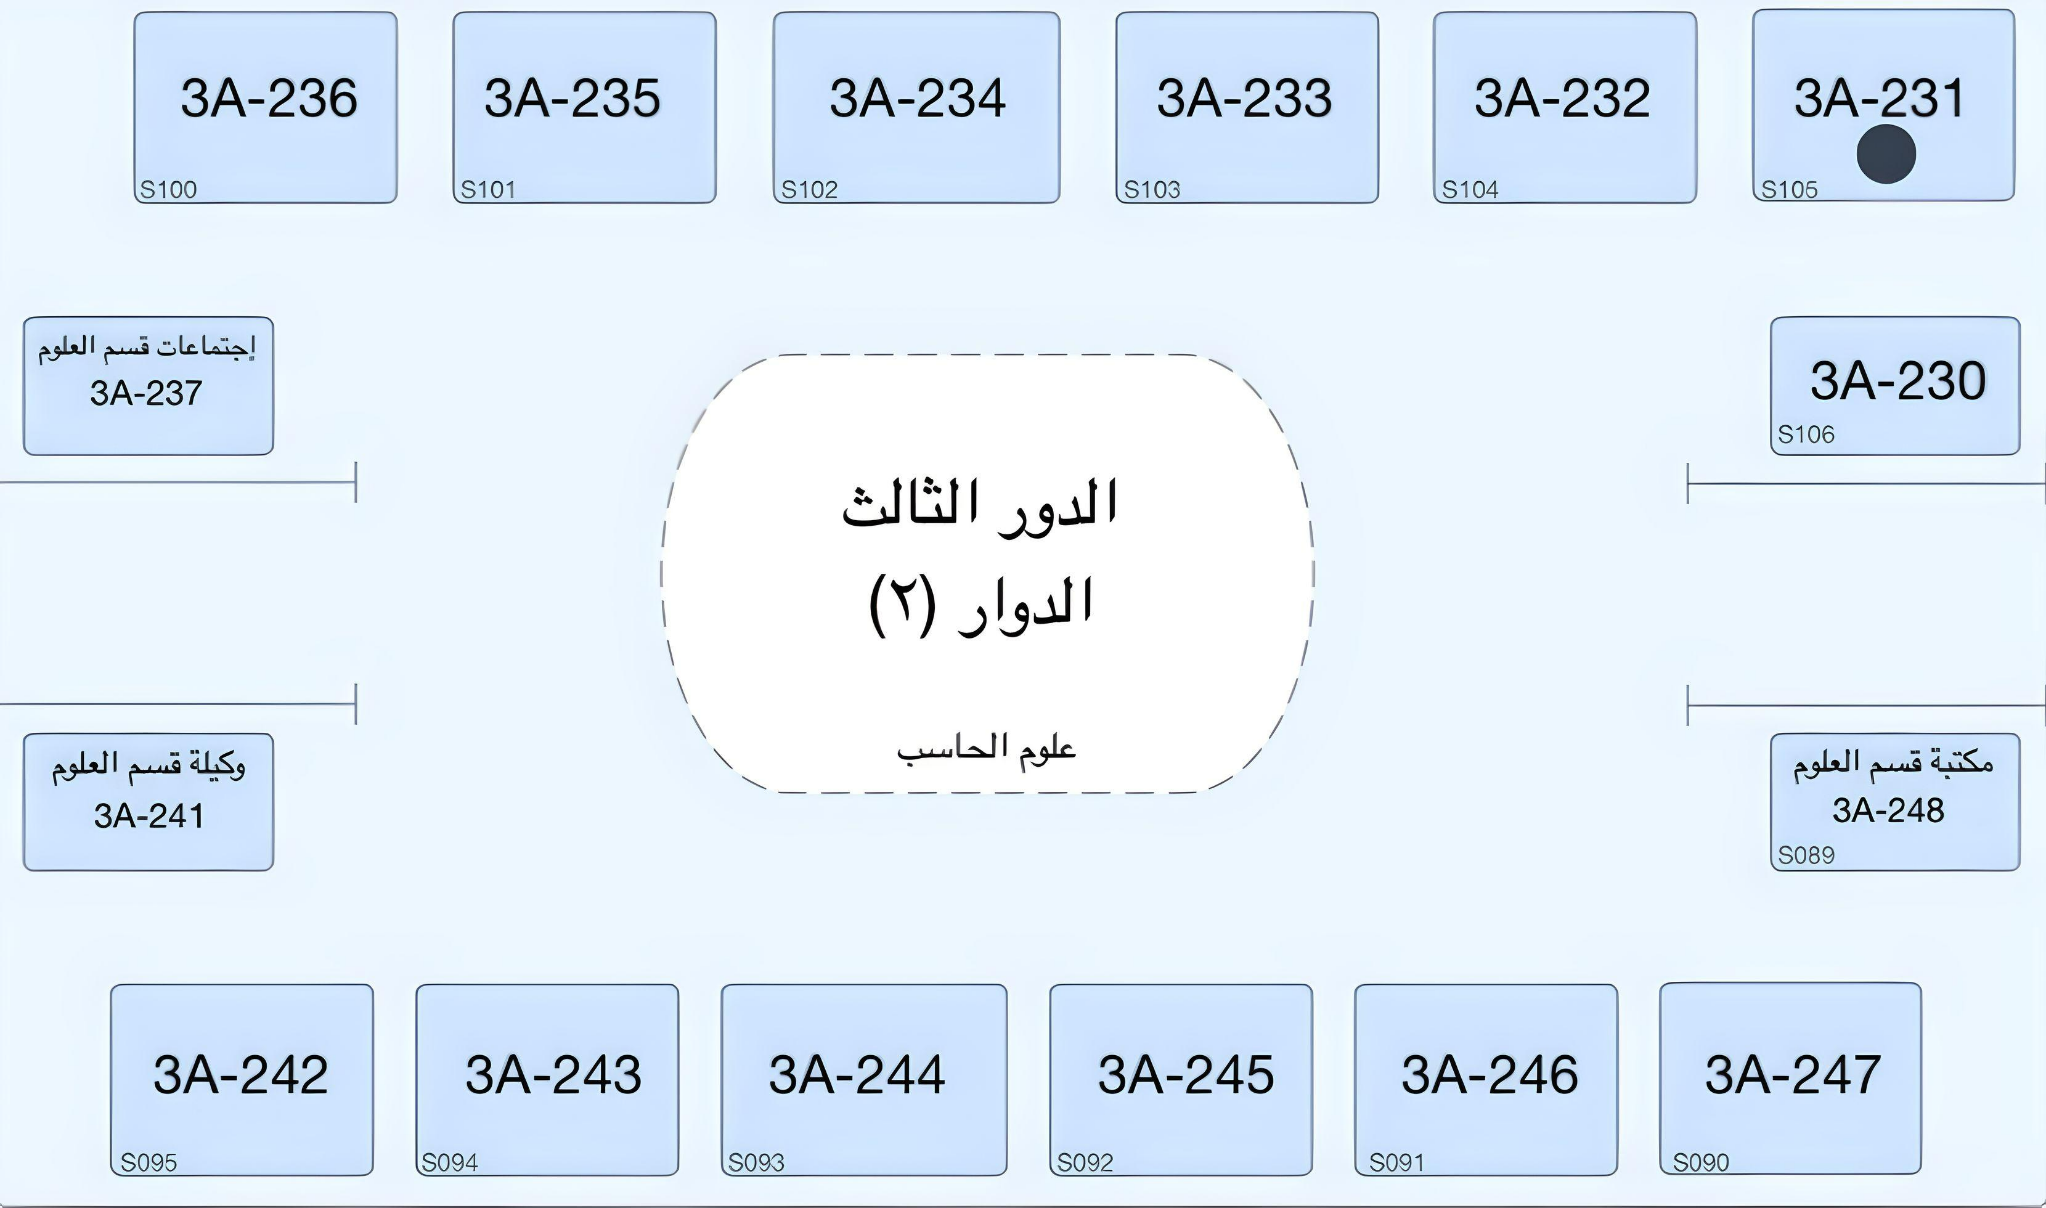 3A-236
S100
3A-235
S101
3A-234
S102
3A-233
S103
3A-232
S104
3A-231
S105
إجتماعات قسم العلوم
3A-237
3A-230
S106
الدور الثالث
الدوار (٢)
علوم الحاسب
وكيلة قسم العلوم
3A-241
مكتبة قسم العلوم
3A-248
S089
3A-242
S095
3A-243
S094
3A-244
S093
3A-245
S092
3A-246
S091
3A-247
S090